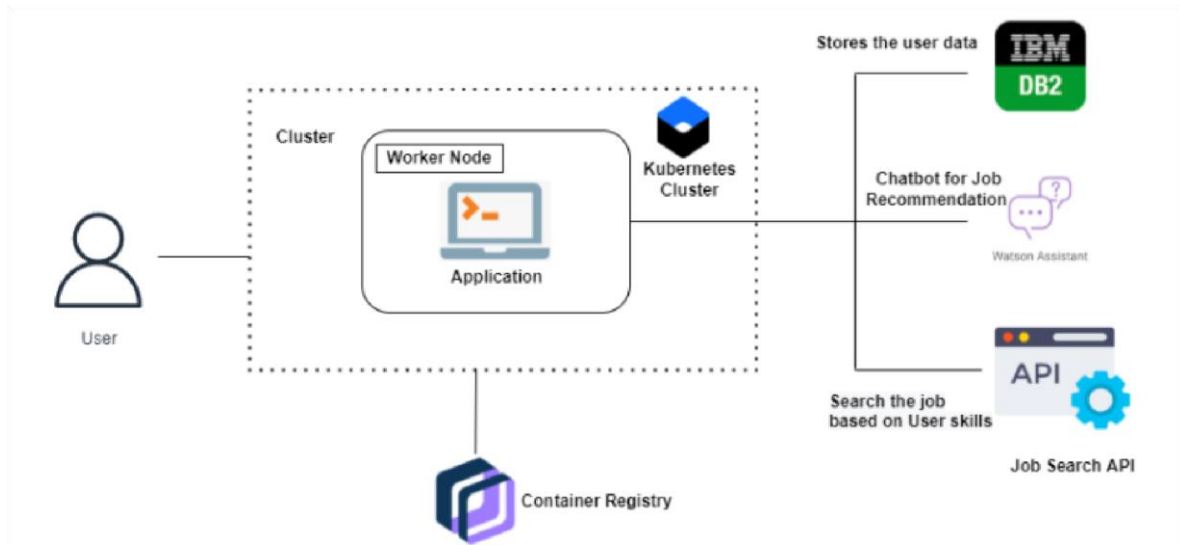 Stores the user data
IBM
DB2
Cluster
Worker Node
Kubernetes
Cluster
Application
Chatbot for Job
Recommendation
?
Watson Assistant
User
API
Search the job
based on User skills
Job Search API
Container Registry